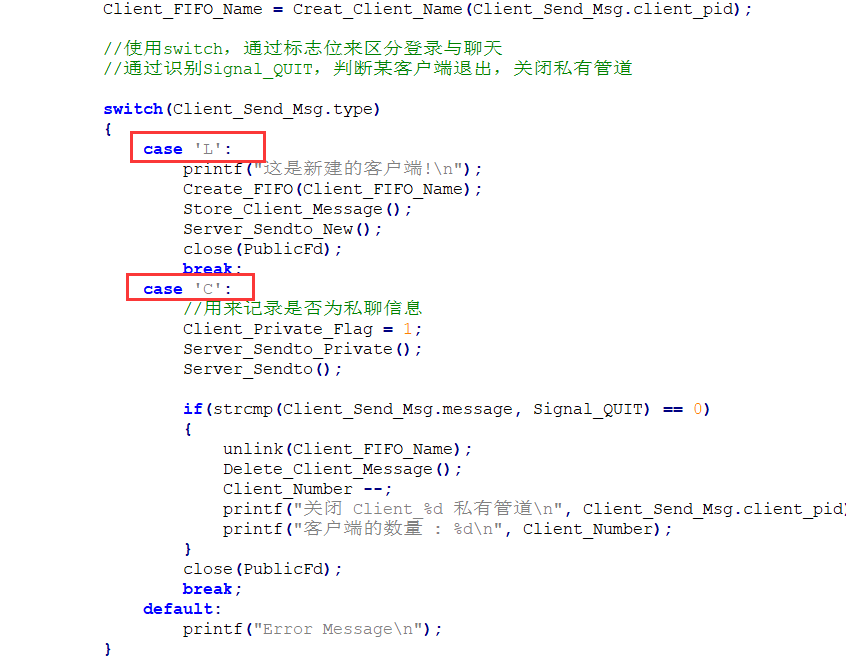 Client_FIFO_Name = Creat_Client_Name(Client_Send_Msg.client_pid);
//使用switch，通过标志位来区分登录与聊天
//通过识别Signal_QUIT，判断某客户端退出，关闭私有管道
switch(Client_Send_Msg.type)
{
case 'L':
printf("这是新建的客户端!\n");
Create_FIFO(Client_FIFO_Name);
Store_Client_Message();
Server_Sendto_New();
close(PublicFd);
break;
case 'C':
//用来记录是否为私聊信息
Client_Private_Flag = 1;
Server_Sendto_Private();
Server_Sendto();
if(strcmp(Client_Send_Msg.message, Signal_QUIT) == 0)
{
unlink(Client_FIFO_Name);
Delete_Client_Message();
Client_Number --;
printf("关闭 Client_%d 私有管道\n", Client_Send_Msg.client_pid)
printf("客户端的数量 : %d\n", Client_Number);
}
close(PublicFd);
break;
default:
printf("Error Message\n");
}